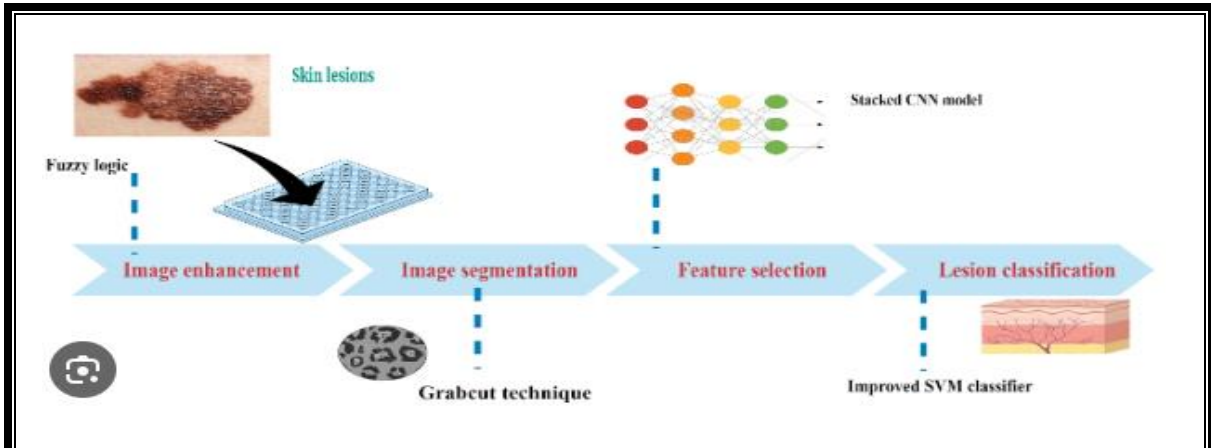 Skin lesions
Stacked CNN model
Fuzzy logic
Image enhancement
Image segmentation
Feature selection
Lesion classification
Grabcut technique
Improved SVM classifier